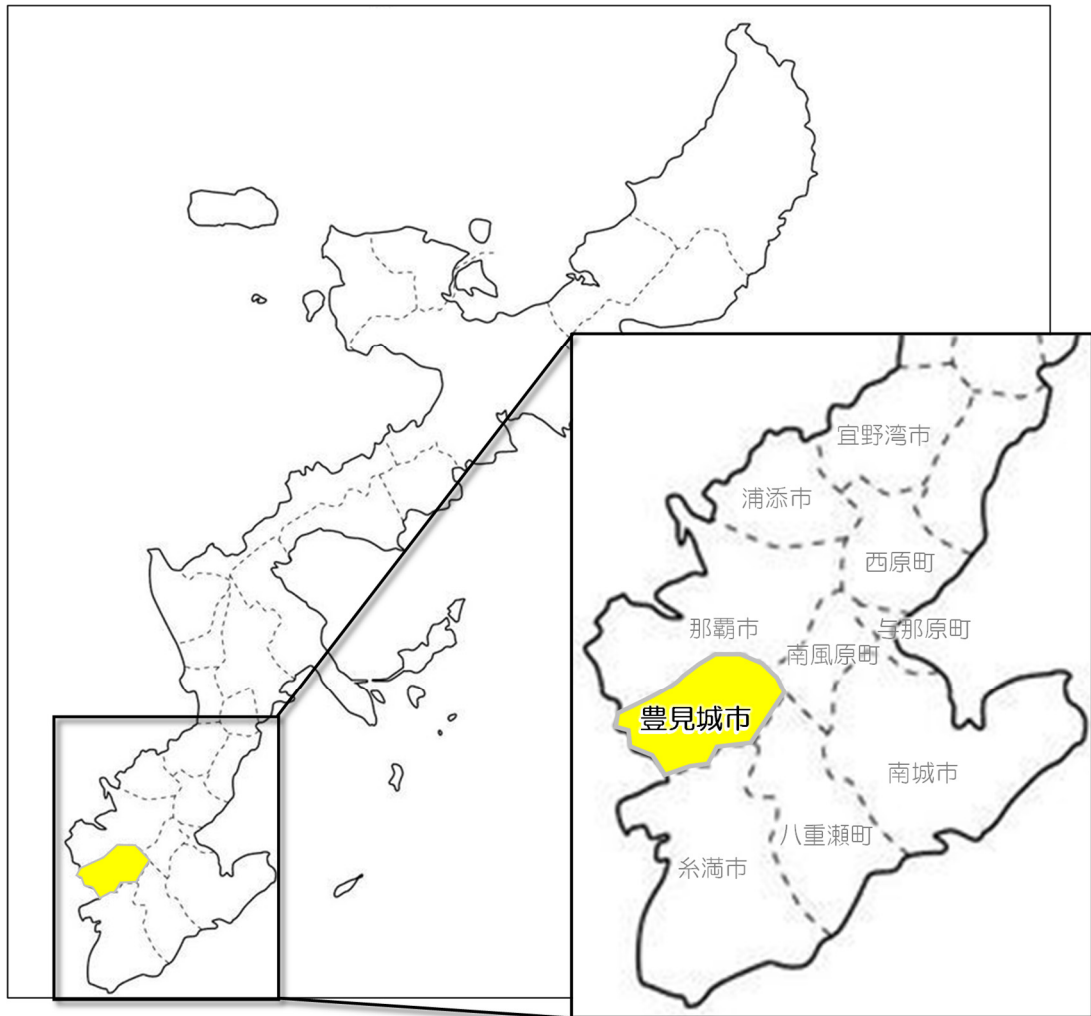 宜野湾市
浦添市
西原町
那覇市
与那原町
南風原町
豊見城市
南城市
八重瀬町
糸満市